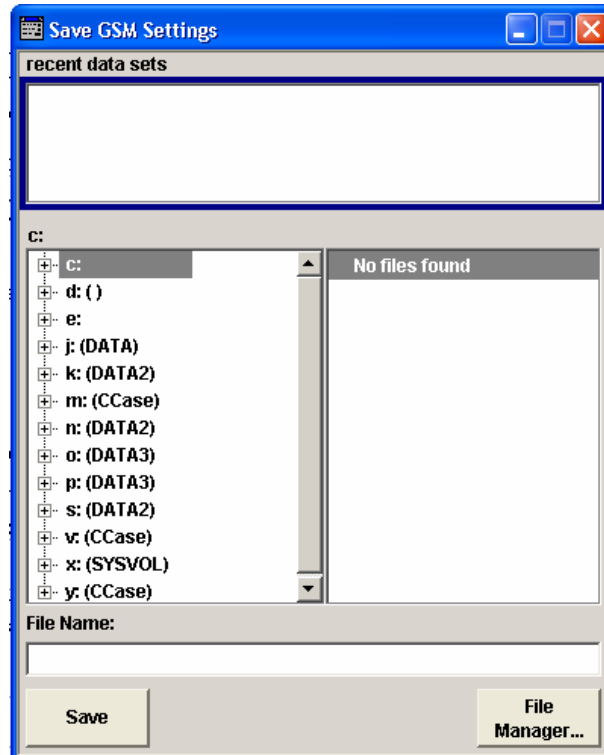 Save GSM Settings
recent data sets
c:
c:
No files found
d: ( )
e:
j: (DATA)
k: (DATA2)
m: (CCase)
n: (DATA2)
o: (DATA3)
p: (DATA3)
s: (DATA2)
v: (CCase)
x: (SYSVOL)
y: (CCase)
File Name:
Save
File
Manager...